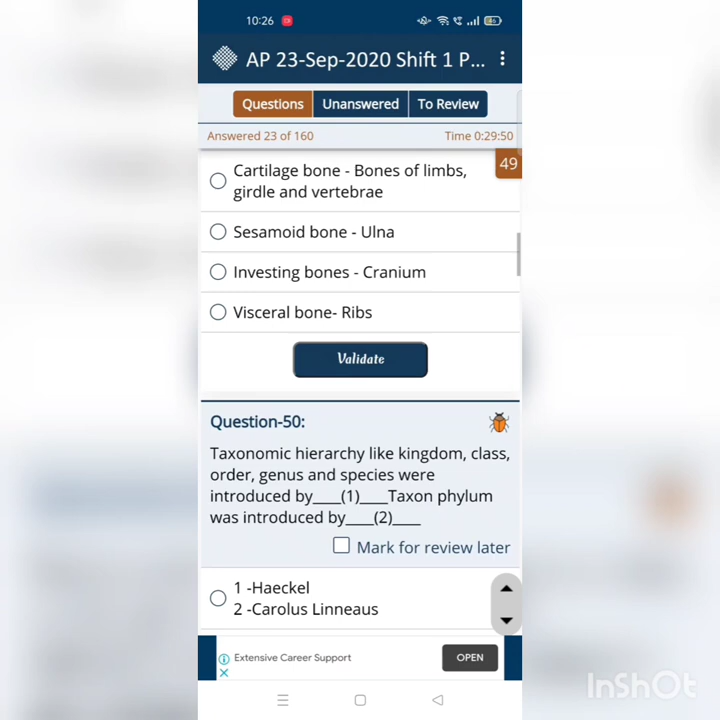 10:26
AP 23-Sep-2020 Shift 1 P...
Questions Unanswered To Review
Answered 23 of 160 Time 0:29:50
49
Cartilage bone - Bones of limbs,
girdle and vertebrae
Sesamoid bone - Ulna
Investing bones - Cranium
Visceral bone- Ribs
Validate
Question-50:
Taxonomic hierarchy like kingdom, class,
order, genus and species were
introduced by____(1)____Taxon phylum
was introduced by____(2)____
Mark for review later
1 -Haeckel
2 -Carolus Linneaus
Extensive Career Support
OPEN
InShOt